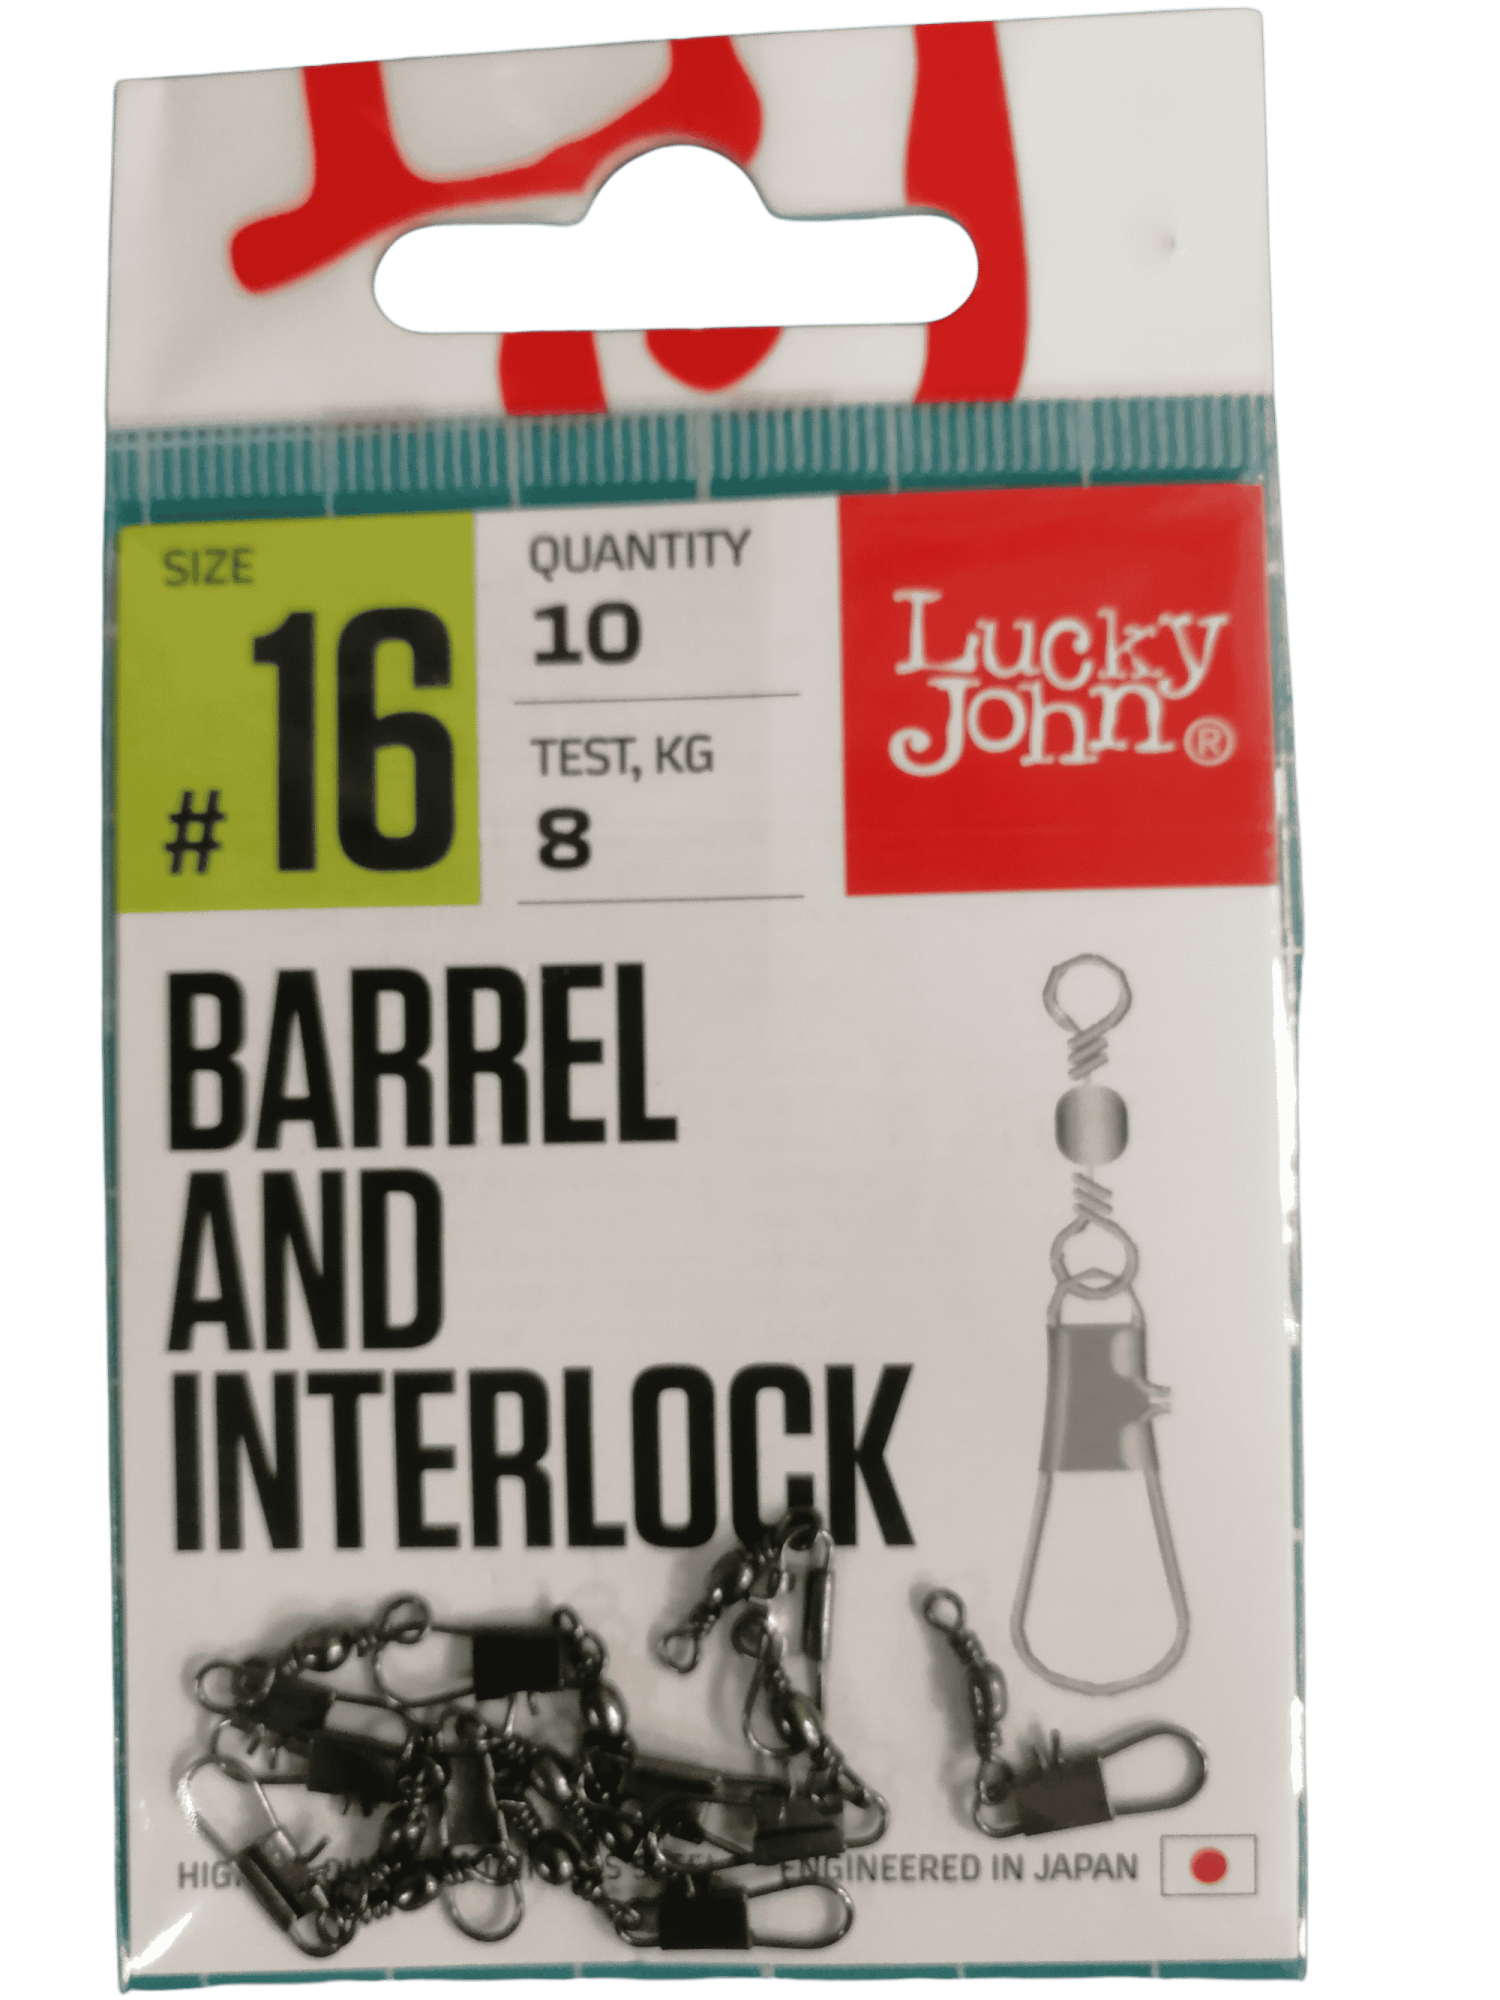 SIZE
# 16
QUANTITY
10
TEST, KG
8
Lucky
John ®
BARREL
AND
INTERLOCK
ENGINEERED IN JAPAN